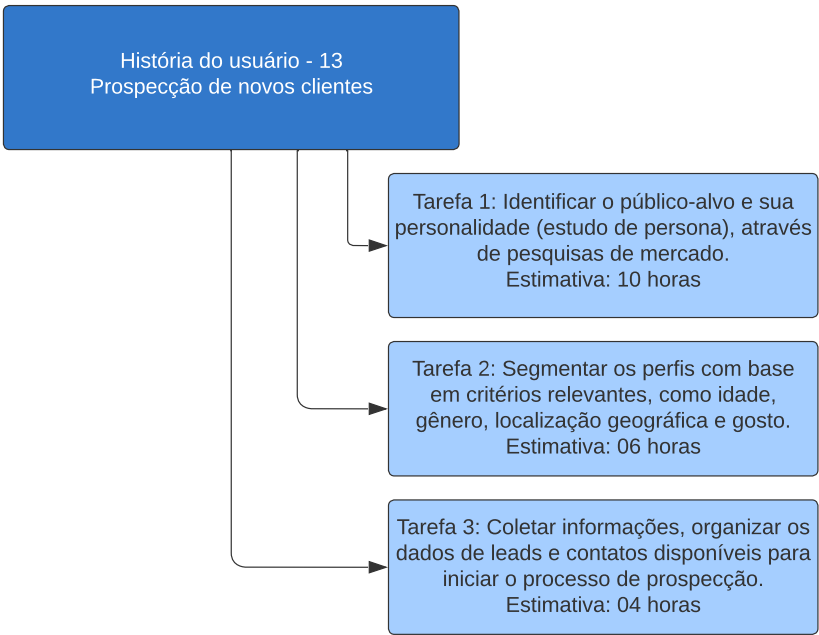 História do usuário - 13
Prospecção de novos clientes
Tarefa 1: Identificar o público-alvo e sua
personalidade (estudo de persona), através
de pesquisas de mercado.
Estimativa: 10 horas
Tarefa 2: Segmentar os perfis com base
em critérios relevantes, como idade,
gênero, localização geográfica e gosto.
Estimativa: 06 horas
Tarefa 3: Coletar informações, organizar os
dados de leads e contatos disponíveis para
iniciar o processo de prospecção.
Estimativa: 04 horas